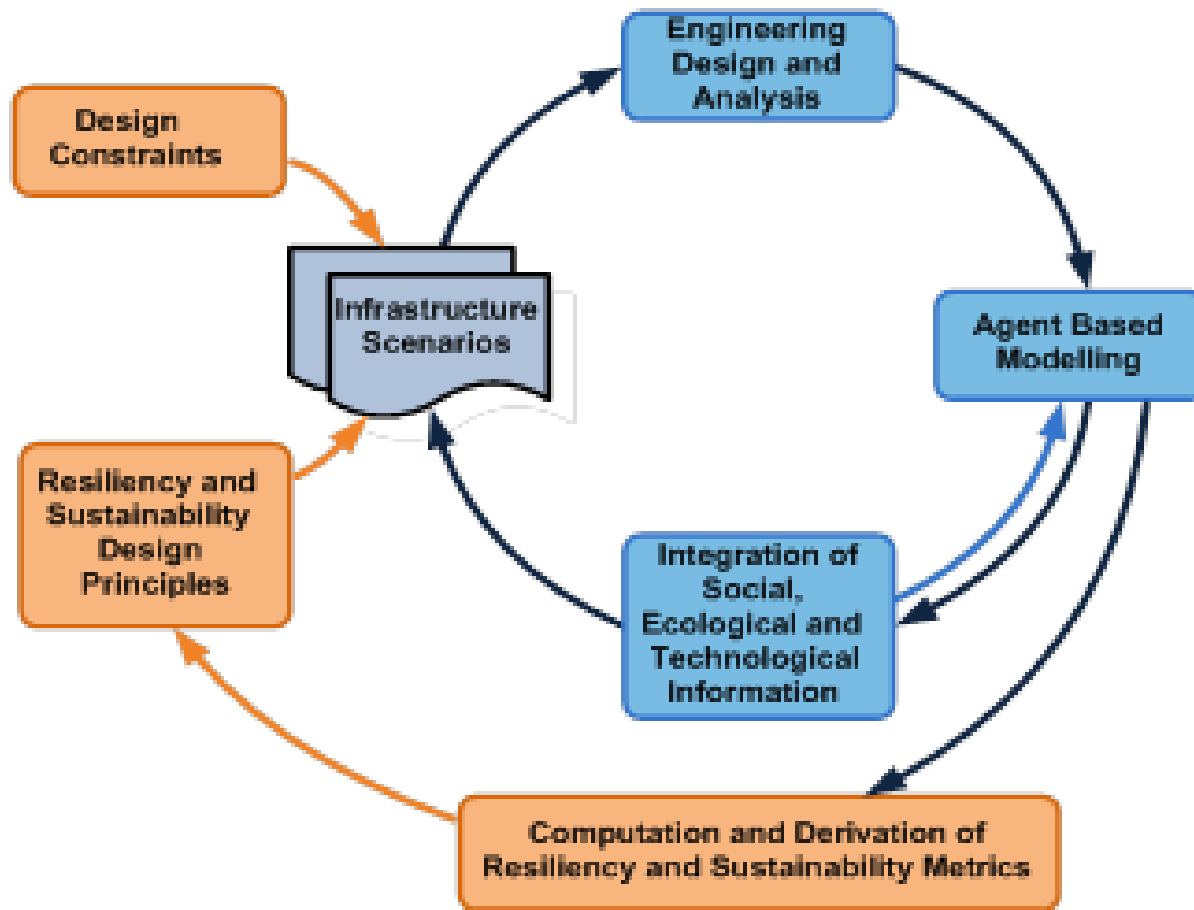 Engineering
Design and
Analysis
Design
Constraints
Infrastructure
Scenarios
Agent Based
Modelling
Resiliency and
Sustainability
Design
Principles
Integration of
Social,
Ecological and
Technological
Information
Computation and Derivation of
Resiliency and Sustainability Metrics